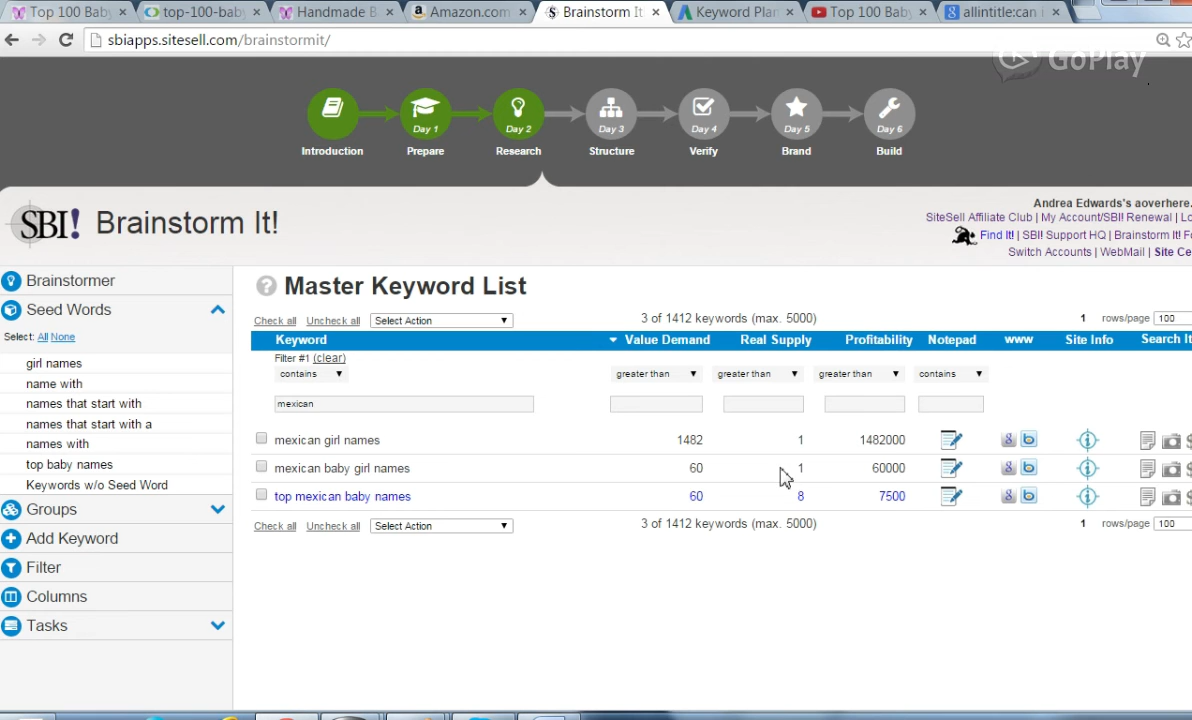 Top 100 Baby
top-100-bab
Handmade B
Amazon.com
Brainstorm It
Keyword Plan
Top 100 Baby
allintitle:can i
sbiapps.sitesell.com/brainstormit/
GoPlay
Day 1
Day 2
Day 3
Day 4
Day 5
Day 6
Introduction
Prepare
Research
Structure
Verify
Brand
Build
SBI! Brainstorm It!
Andrea Edwards's aoverhere.
SiteSell Affiliate Club | My Account/SBI! Renewal | Lo
Find It! | SBI! Support HQ | Brainstorm It! Fo
Switch Accounts | WebMail | Site Ce
Brainstormer
Seed Words
Select: All None
girl names
name with
names that start with
names that start with a
names with
top baby names
Keywords w/o Seed Word
Groups
Add Keyword
Filter
Columns
Tasks
Master Keyword List
Check all Uncheck all Select Action 3 of 1412 keywords (max. 5000) 1 rows/page 100
Keyword Value Demand Real Supply Profitability Notepad www Site Info Search It
Filter #1 (clear)
contains greater than greater than greater than contains
mexican
mexican girl names 1482 1 1482000
mexican baby girl names 60 1 60000
top mexican baby names 60 8 7500
Check all Uncheck all Select Action 3 of 1412 keywords (max. 5000) 1 rows/page 100